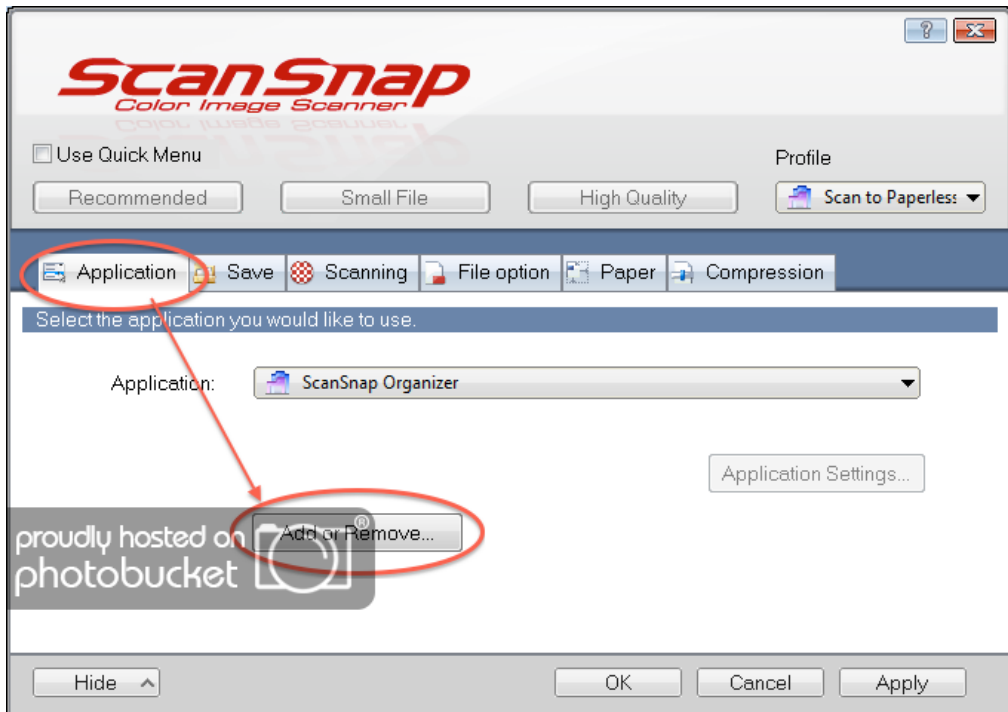 ScanSnap
Color Image Scanner
Use Quick Menu
Profile
Recommended
Small File
High Quality
Scan to Paperless
Application
Save
Scanning
File option
Paper
Compression
Select the application you would like to use.
Application:
ScanSnap Organizer
Application Settings...
Add or Remove...
proudly hosted on
photobucket
®
Hide
OK
Cancel
Apply